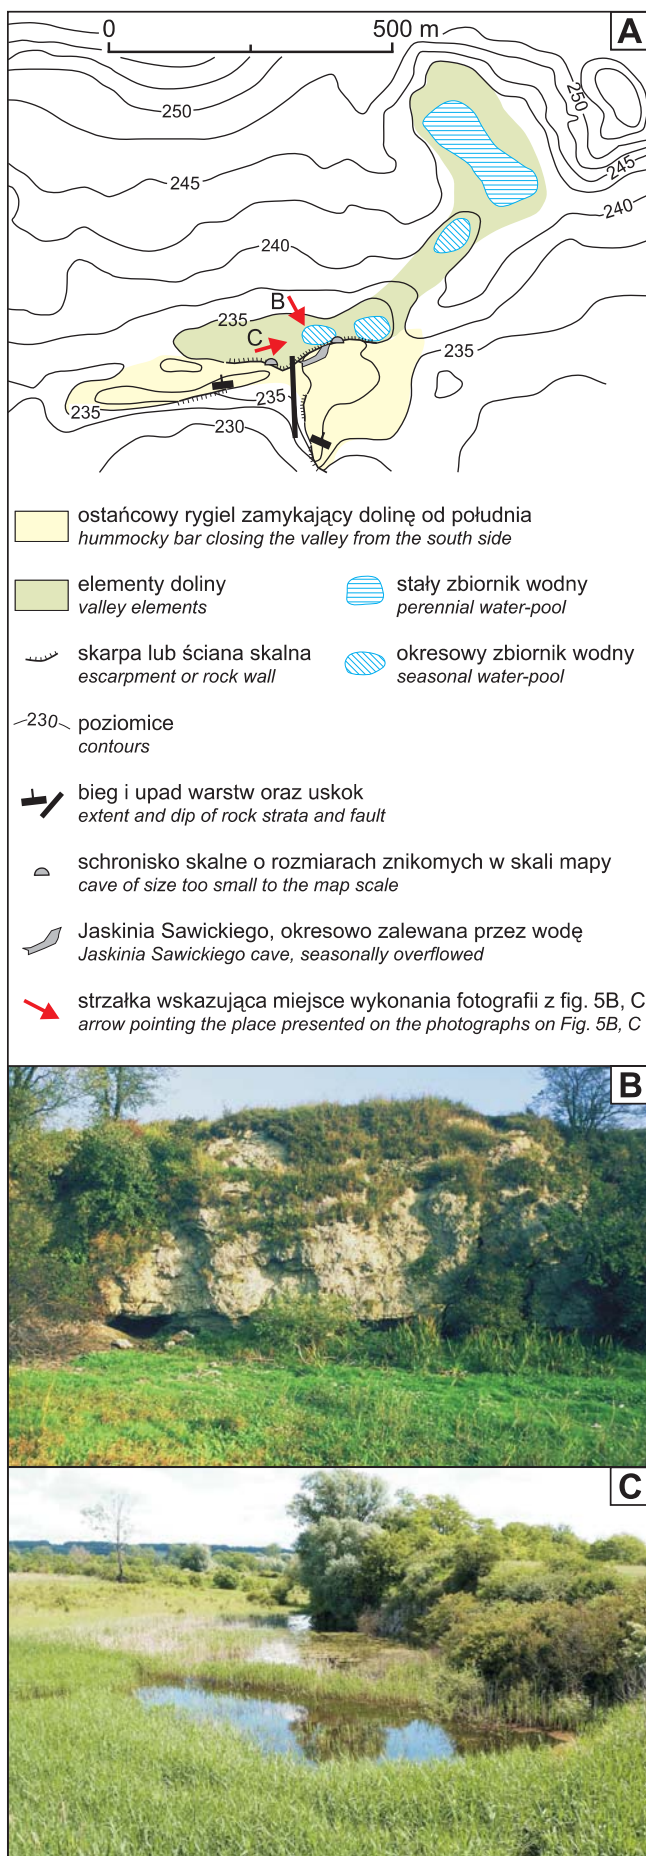 0 500 m
A
250
250
245
245
240
240
B
235
C
235
235
235
230
ostańcowy rygiel zamykający dolinę od południa
hummocky bar closing the valley from the south side
elementy doliny
valley elements
stały zbiornik wodny
perennial water-pool
skarpa lub ściana skalna
escarpment or rock wall
okresowy zbiornik wodny
seasonal water-pool
230
poziomice
contours
bieg i upad warstw oraz uskok
extent and dip of rock strata and fault
schronisko skalne o rozmiarach znikomych w skali mapy
cave of size too small to the map scale
Jaskinia Sawickiego, okresowo zalewana przez wodę
Jaskinia Sawickiego cave, seasonally overflowed
strzałka wskazująca miejsce wykonania fotografii z fig. 5B, C
arrow pointing the place presented on the photographs on Fig. 5B, C
B
C